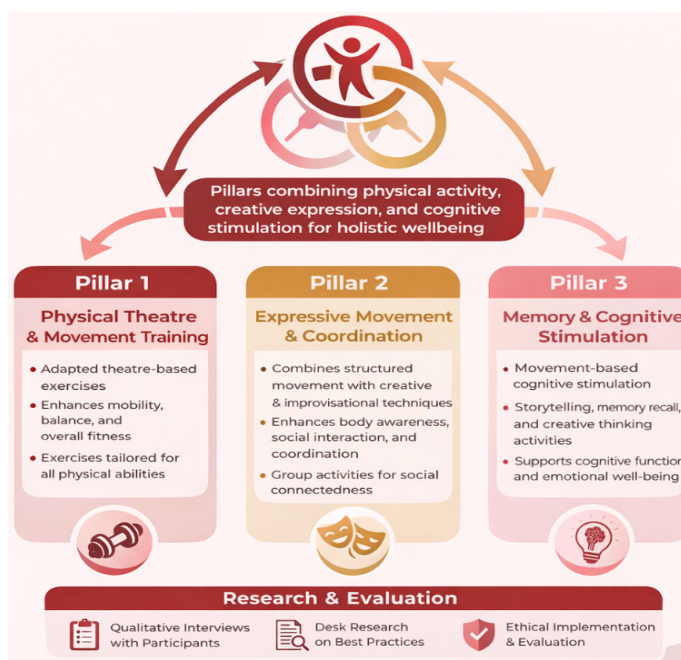 Pillars combining physical activity,
creative expression, and cognitive
stimulation for holistic wellbeing
Pillar 1
Physical Theatre
& Movement Training
• Adapted theatre-based
exercises
• Enhances mobility,
balance, and
overall fitness
• Exercises tailored for
all physical abilities
Pillar 2
Expressive Movement
& Coordination
• Combines structured
movement with creative
& improvisational techniques
• Enhances body awareness,
social interaction, and
coordination
• Group activities for social
connectedness
Pillar 3
Memory & Cognitive
Stimulation
• Movement-based
cognitive stimulation
• Storytelling, memory recall,
and creative thinking
activities
• Supports cognitive function
and emotional well-being
Research & Evaluation
Qualitative Interviews
with Participants
Desk Research
on Best Practices
Ethical Implementation
& Evaluation